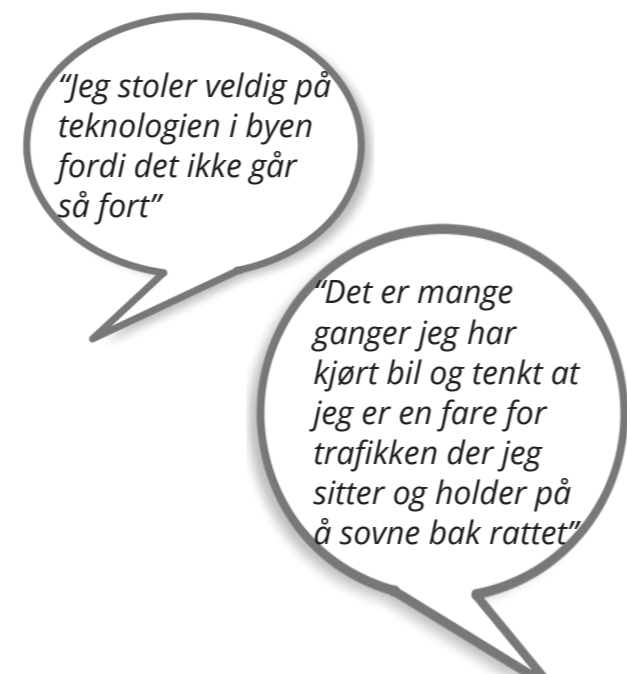 “Jeg stoler veldig på
teknologien i byen
fordi det ikke går
så fort”
“Det er mange
ganger jeg har
kjørt bil og tenkt at
jeg er en fare for
trafikken der jeg
sitter og holder på
å sovne bak rattet”